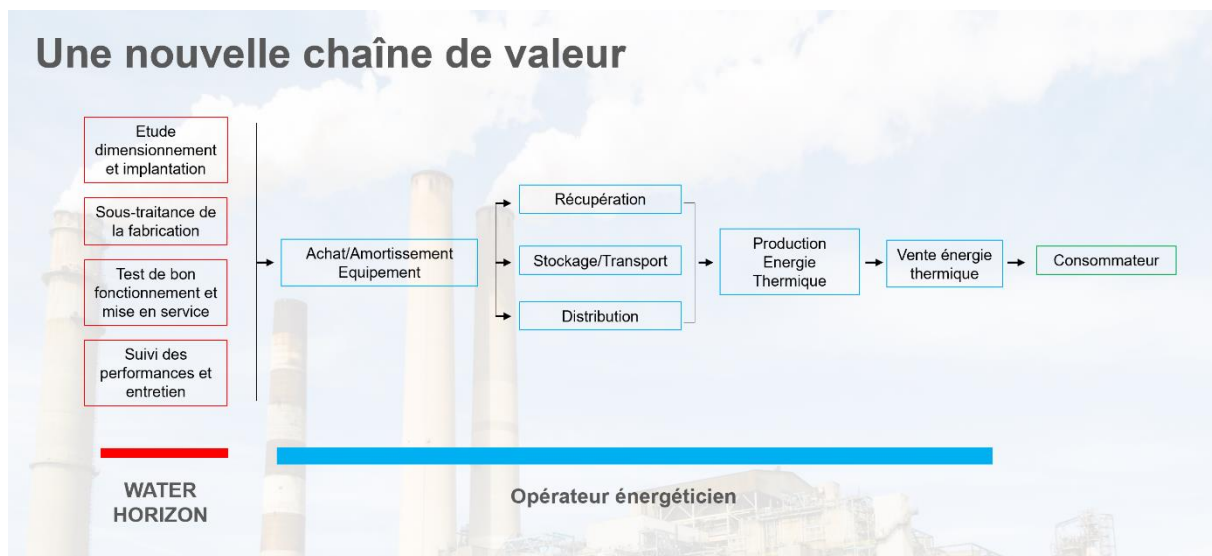 Une nouvelle chaîne de valeur
Etude
dimensionnement
et implantation
Sous-traitance de
la fabrication
Test de bon
fonctionnement et
mise en service
Suivi des
performances et
entretien
Achat/Amortissement
Equipement
Récupération
Stockage/Transport
Distribution
Production
Energie
Thermique
Vente énergie
thermique
Consommateur
WATER
HORIZON
Opérateur énergéticien